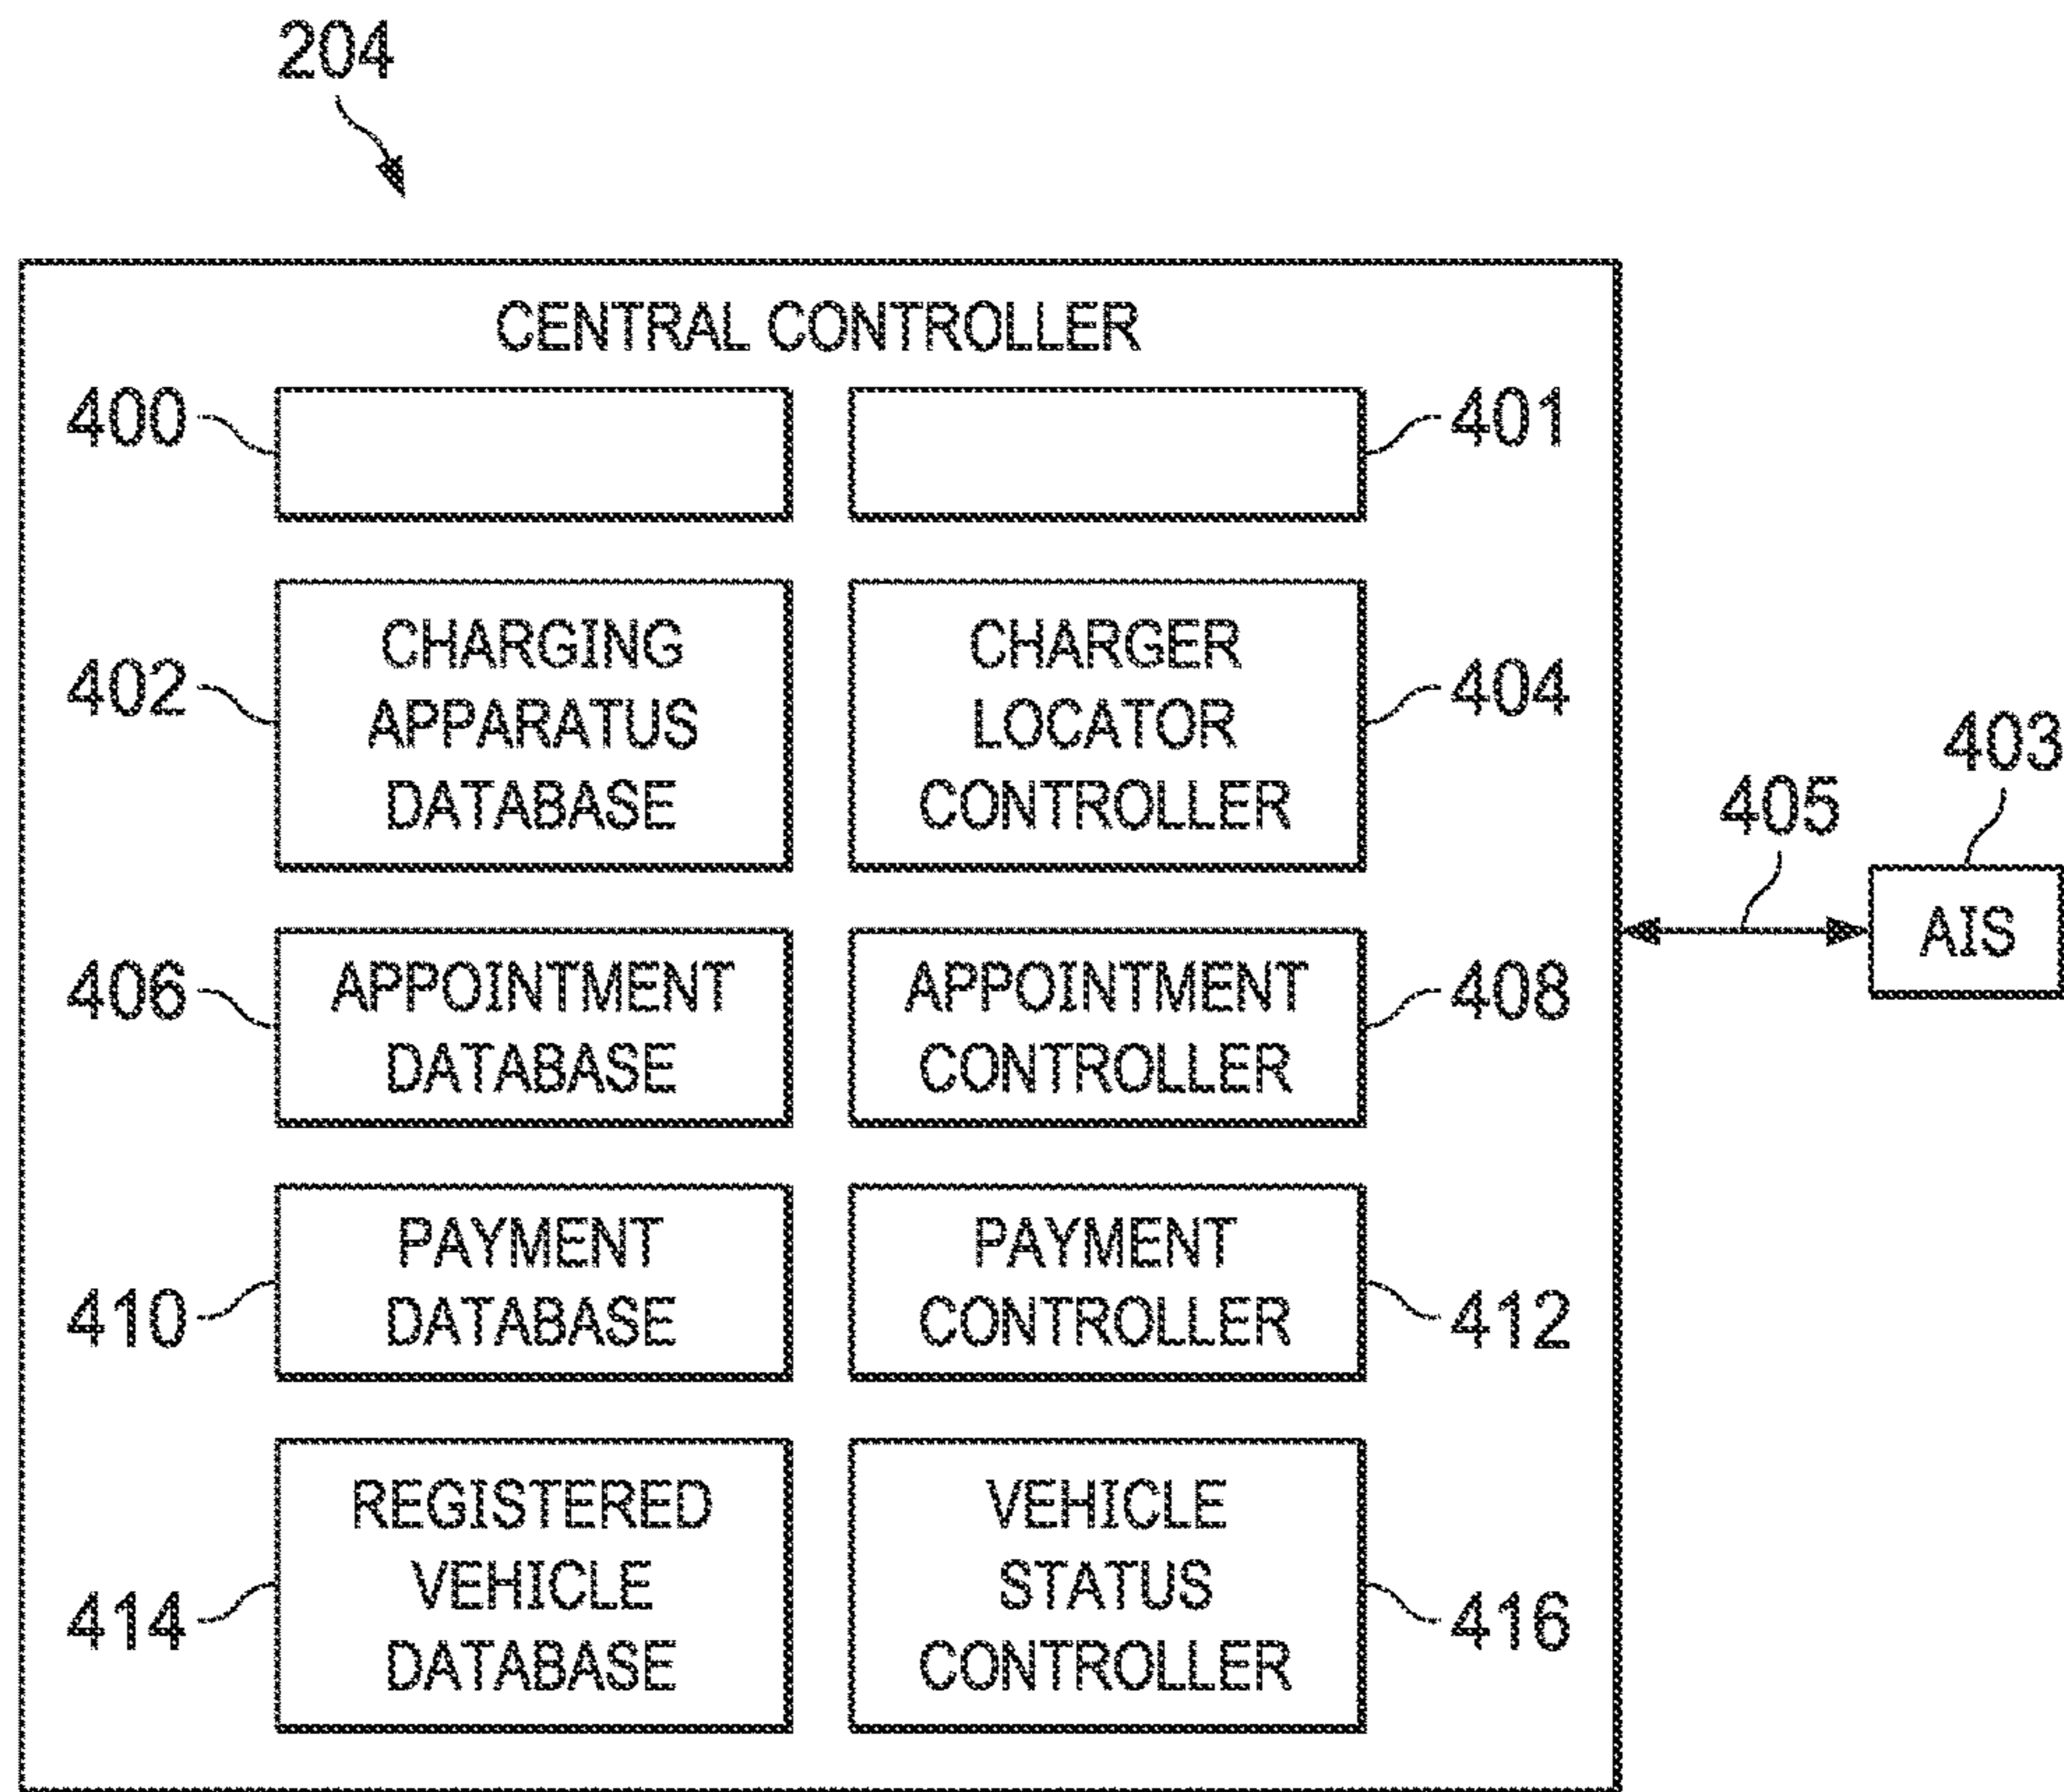 204
CENTRAL CONTROLLER
400
401
402
CHARGING
APPARATUS
DATABASE
CHARGER
LOCATOR
CONTROLLER
404
403
405
AIS
406
APPOINTMENT
DATABASE
APPOINTMENT
CONTROLLER
408
410
PAYMENT
DATABASE
PAYMENT
CONTROLLER
412
414
REGISTERED
VEHICLE
DATABASE
VEHICLE
STATUS
CONTROLLER
416